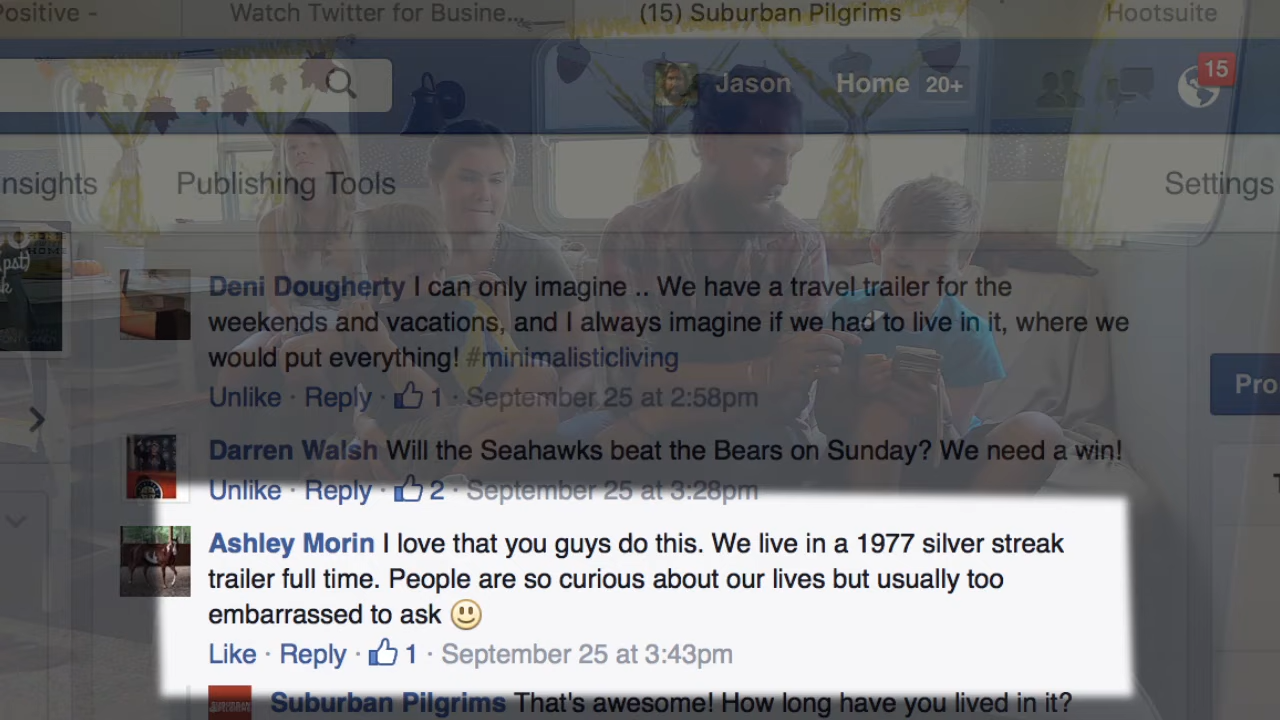 Positive -
Watch Twitter for Busine...
(15) Suburban Pilgrims
Hootsuite
Jason
Home 20+
15
nsights
Publishing Tools
Settings
Deni Dougherty I can only imagine .. We have a travel trailer for the
weekends and vacations, and I always imagine if we had to live in it, where we
would put everything! #minimalisticliving
Unlike · Reply · 1 · September 25 at 2:58pm
Pro
Darren Walsh Will the Seahawks beat the Bears on Sunday? We need a win!
Unlike · Reply · 2 · September 25 at 3:28pm
Ashley Morin I love that you guys do this. We live in a 1977 silver streak
trailer full time. People are so curious about our lives but usually too
embarrassed to ask
Like · Reply · 1 · September 25 at 3:43pm
Suburban Pilgrims That's awesome! How long have you lived in it?